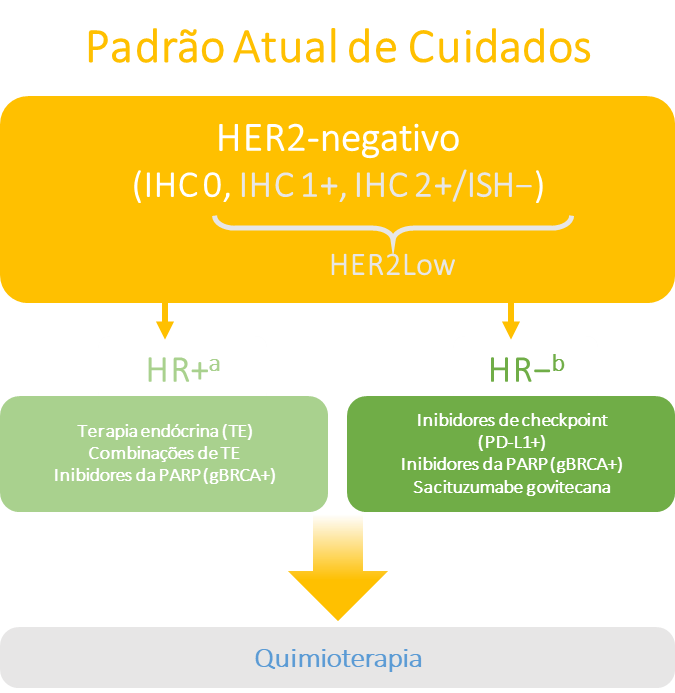 Padrão Atual de Cuidados
HER2-negativo
(IHC 0, IHC 1+, IHC 2+/ISH−)
HER2Low
HR+ᵃ
HR−ᵇ
Terapia endócrina (TE)
Combinações de TE
Inibidores da PARP (gBRCA+)
Inibidores de checkpoint
(PD-L1+)
Inibidores da PARP (gBRCA+)
Sacituzumabe govitecana
Quimioterapia